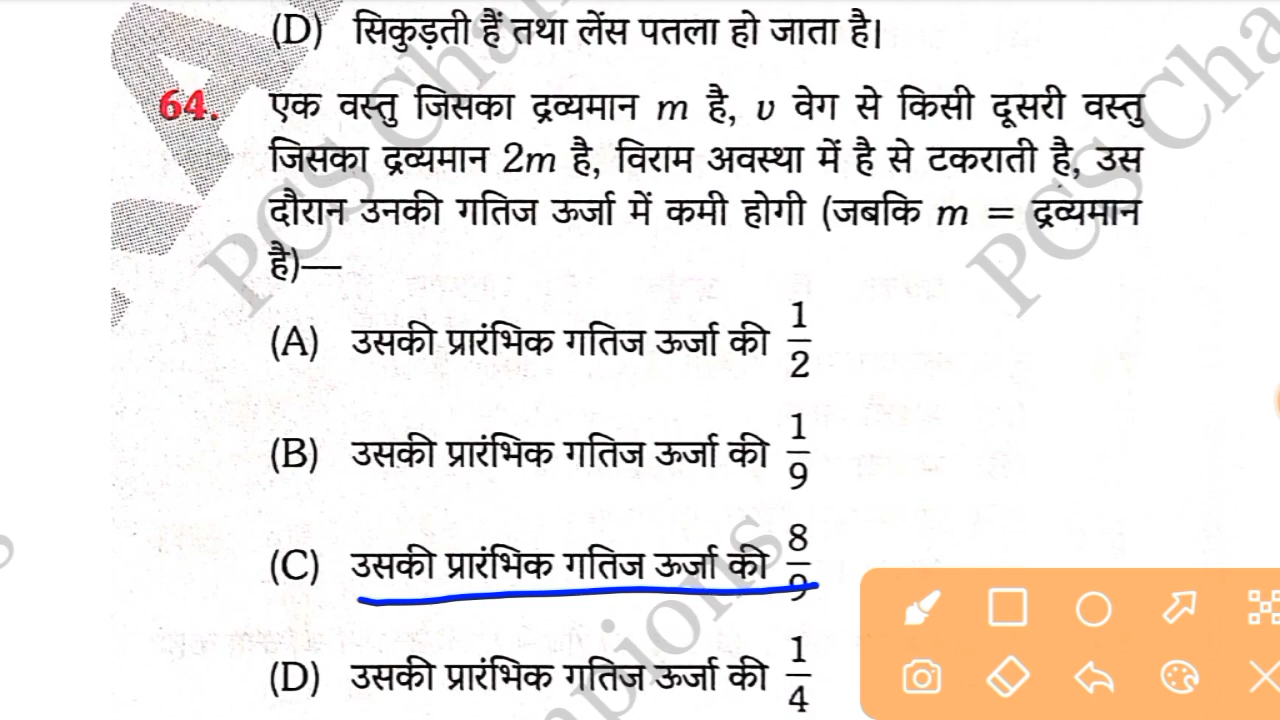 (D) सिकुड़ती हैं तथा लेंस पतला हो जाता है।
64. एक वस्तु जिसका द्रव्यमान m है, υ वेग से किसी दूसरी वस्तु
जिसका द्रव्यमान 2m है, विराम अवस्था में है से टकराती है, उस
दौरान उनकी गतिज ऊर्जा में कमी होगी (जबकि m = द्रव्यमान
है)—
(A) उसकी प्रारंभिक गतिज ऊर्जा की 1/2
(B) उसकी प्रारंभिक गतिज ऊर्जा की 1/9
(C) उसकी प्रारंभिक गतिज ऊर्जा की 8/9
(D) उसकी प्रारंभिक गतिज ऊर्जा की 1/4